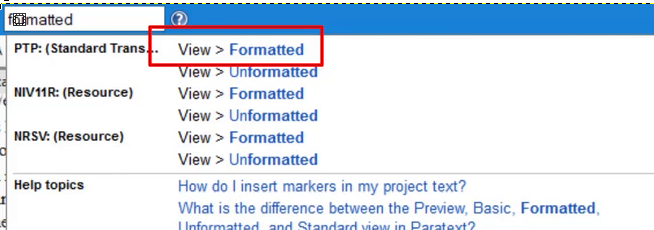 formatted
PTP: (Standard Trans... View > Formatted
View > Unformatted
NIV11R: (Resource) View > Formatted
View > Unformatted
NRSV: (Resource) View > Formatted
View > Unformatted
Help topics How do I insert markers in my project text?
What is the difference between the Preview, Basic, Formatted,
Unformatted, and Standard view in Paratext?